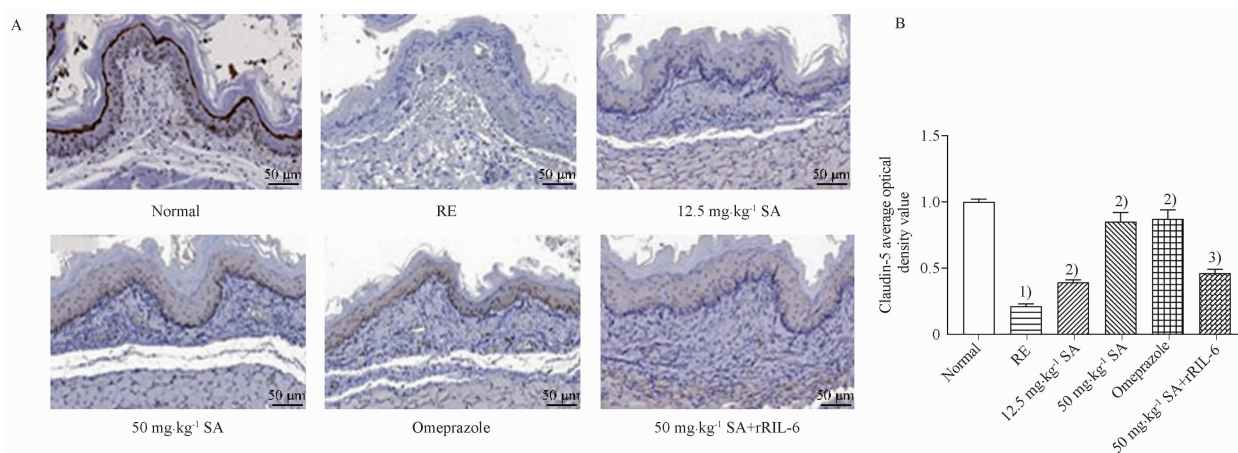 A
50 μm
50 μm
50 μm
Normal
RE
12.5 mg·kg⁻¹ SA
50 μm
50 μm
50 μm
50 mg·kg⁻¹ SA
Omeprazole
50 mg·kg⁻¹ SA+rRIL-6
B
Claudin-5 average optical
density value
1.5
1.0
0.5
0
1)
2)
2)
2)
3)
Normal
RE
12.5 mg·kg⁻¹ SA
50 mg·kg⁻¹ SA
Omeprazole
50 mg·kg⁻¹ SA+rRIL-6